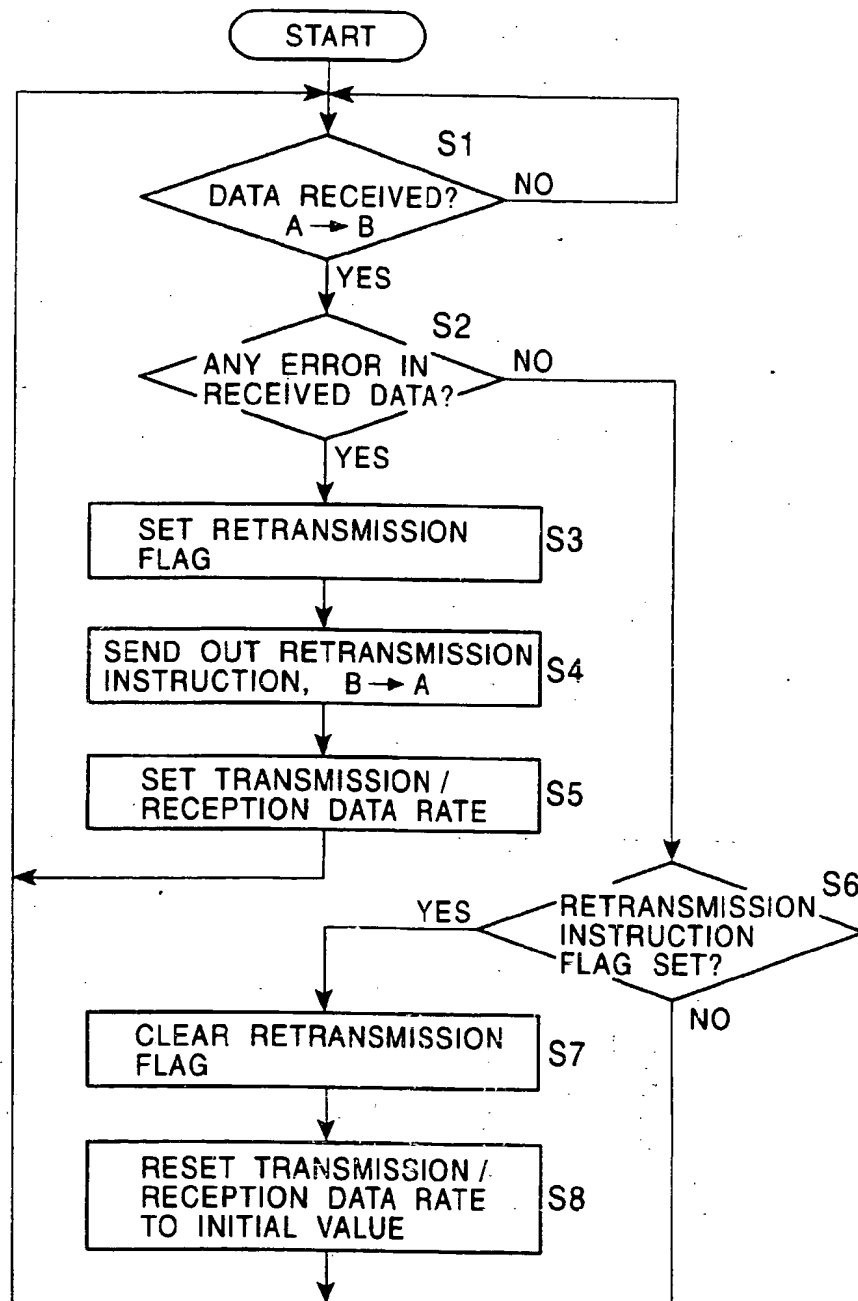 START
S1
DATA RECEIVED?
A → B
NO
YES
S2
ANY ERROR IN
RECEIVED DATA?
NO
YES
SET RETRANSMISSION
FLAG
S3
SEND OUT RETRANSMISSION
INSTRUCTION, B → A
S4
SET TRANSMISSION/
RECEPTION DATA RATE
S5
S6
YES
RETRANSMISSION
INSTRUCTION
FLAG SET?
NO
CLEAR RETRANSMISSION
FLAG
S7
RESET TRANSMISSION/
RECEPTION DATA RATE
TO INITIAL VALUE
S8